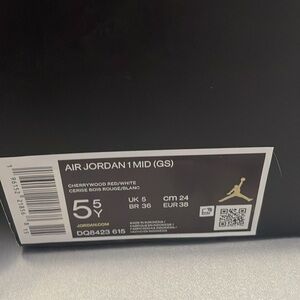 AIR JORDAN 1 MID (GS)
CHERRYWOOD RED/WHITE
CERISE BOIS ROUGE/BLANC
5.5
Y
UK 5
BR 36
cm 24
EUR 38
JORDAN.COM
DQ8423 615